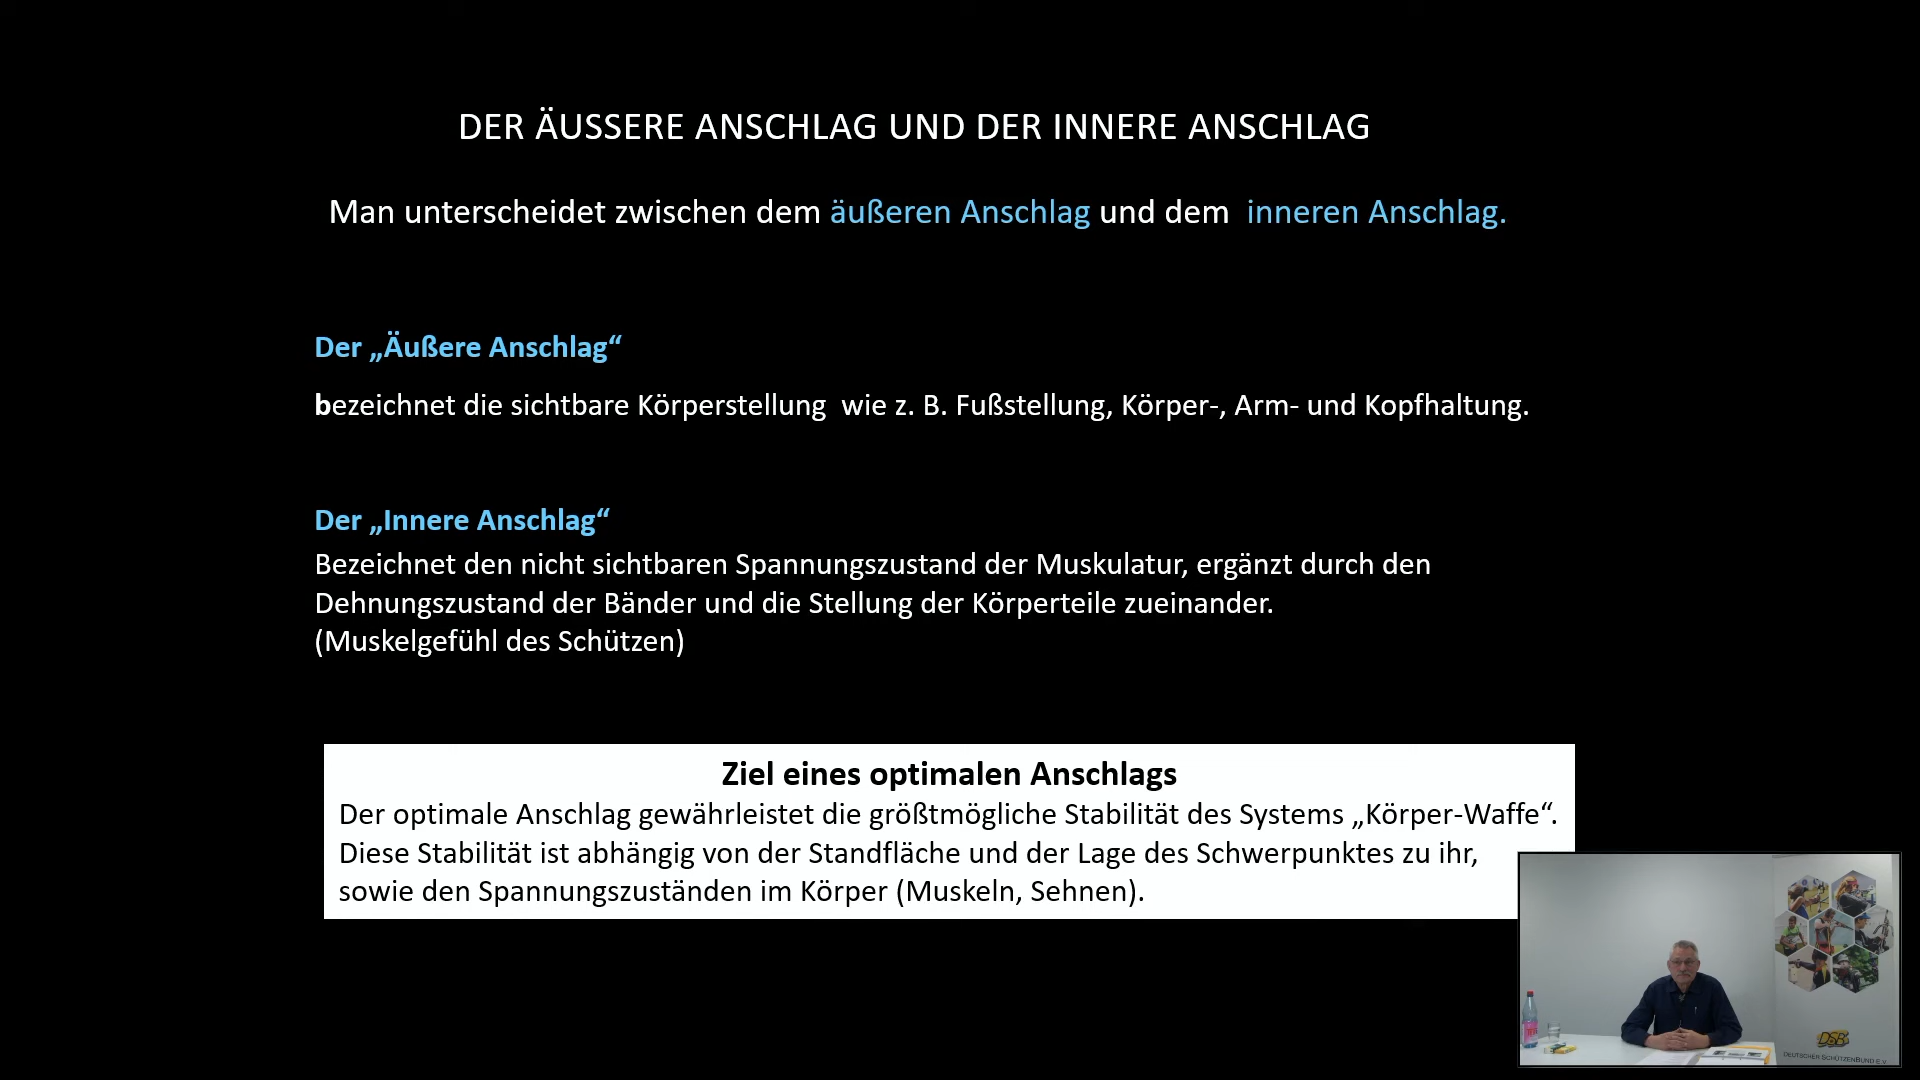 DER ÄUSSERE ANSCHLAG UND DER INNERE ANSCHLAG
Man unterscheidet zwischen dem äußeren Anschlag und dem inneren Anschlag.
Der „Äußere Anschlag“
bezeichnet die sichtbare Körperstellung wie z. B. Fußstellung, Körper-, Arm- und Kopfhaltung.
Der „Innere Anschlag“
Bezeichnet den nicht sichtbaren Spannungszustand der Muskulatur, ergänzt durch den
Dehnungszustand der Bänder und die Stellung der Körperteile zueinander.
(Muskelgefühl des Schützen)
Ziel eines optimalen Anschlags
Der optimale Anschlag gewährleistet die größtmögliche Stabilität des Systems „Körper-Waffe“.
Diese Stabilität ist abhängig von der Standfläche und der Lage des Schwerpunktes zu ihr,
sowie den Spannungszuständen im Körper (Muskeln, Sehnen).
DSB
DEUTSCHER SCHÜTZENBUND E.V.